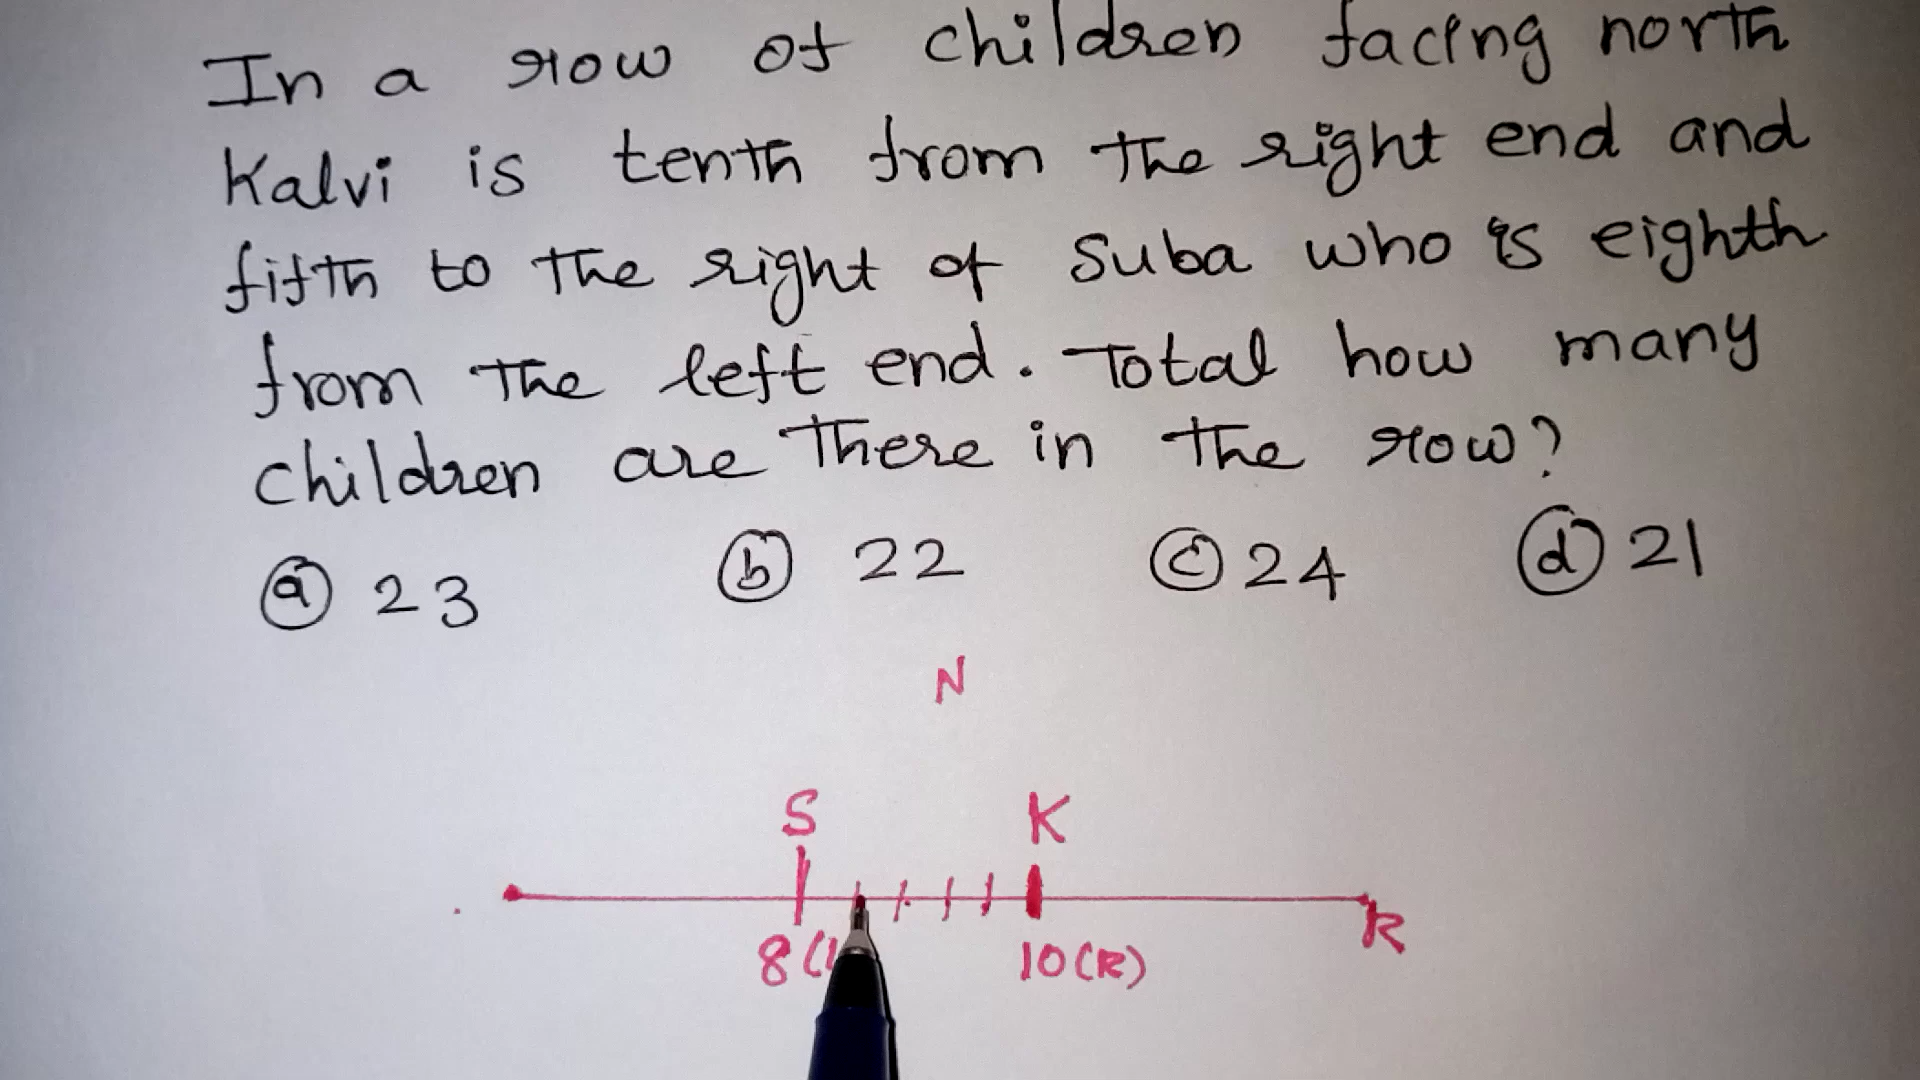 In a row of children facing north
Kalvi is tenth from the right end and
fifth to the right of Suba who is eighth
from the left end. Total how many
children are there in the row?
(a) 23 (b) 22 (c) 24 (d) 21
N
S K
8 ( 10 (R) R